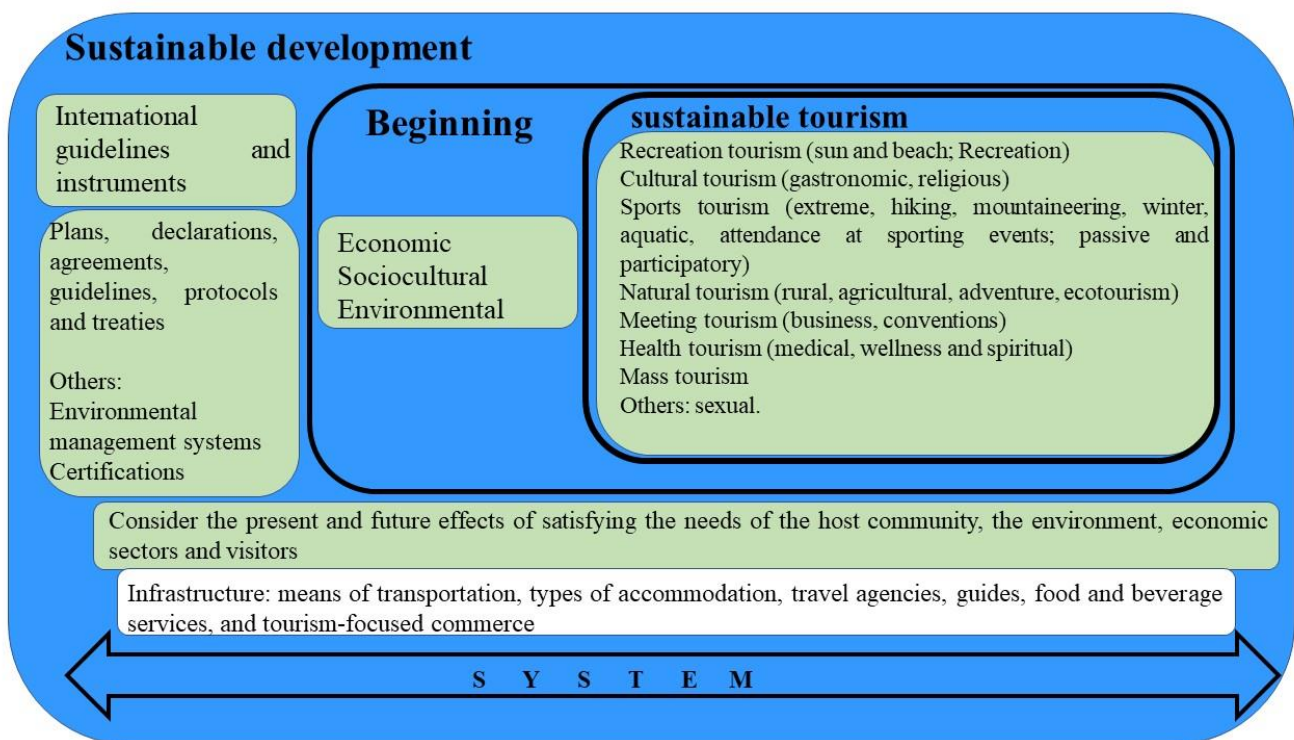 Sustainable development
International
guidelines and
instruments
Plans, declarations,
agreements,
guidelines, protocols
and treaties
Others:
Environmental
management systems
Certifications
Beginning
Economic
Sociocultural
Environmental
sustainable tourism
Recreation tourism (sun and beach; Recreation)
Cultural tourism (gastronomic, religious)
Sports tourism (extreme, hiking, mountaineering, winter,
aquatic, attendance at sporting events; passive and
participatory)
Natural tourism (rural, agricultural, adventure, ecotourism)
Meeting tourism (business, conventions)
Health tourism (medical, wellness and spiritual)
Mass tourism
Others: sexual.
Consider the present and future effects of satisfying the needs of the host community, the environment, economic
sectors and visitors
Infrastructure: means of transportation, types of accommodation, travel agencies, guides, food and beverage
services, and tourism-focused commerce
S Y S T E M